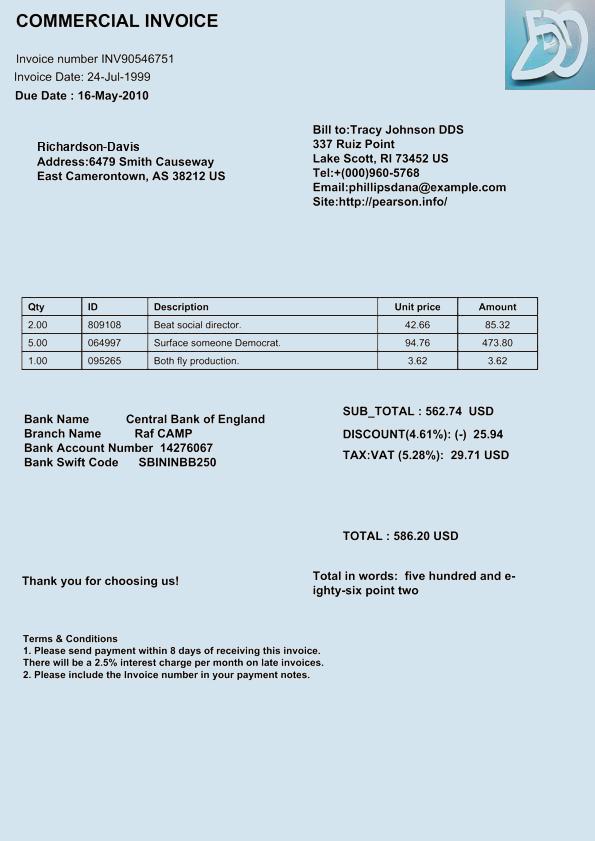 COMMERCIAL INVOICE
Invoice number INV90546751
Invoice Date: 24-Jul-1999
Due Date : 16-May-2010
Richardson-Davis
Address:6479 Smith Causeway
East Camerontown, AS 38212 US
Bill to:Tracy Johnson DDS
337 Ruiz Point
Lake Scott, RI 73452 US
Tel:+(000)960-5768
Email:phillipsdana@example.com
Site:http://pearson.info/
Qty ID Description Unit price Amount
2.00 809108 Beat social director. 42.66 85.32
5.00 064997 Surface someone Democrat. 94.76 473.80
1.00 095265 Both fly production. 3.62 3.62
Bank Name Central Bank of England
Branch Name Raf CAMP
Bank Account Number 14276067
Bank Swift Code SBININBB250
SUB_TOTAL : 562.74 USD
DISCOUNT(4.61%): (-) 25.94
TAX:VAT (5.28%): 29.71 USD
TOTAL : 586.20 USD
Thank you for choosing us!
Total in words: five hundred and e-
ighty-six point two
Terms & Conditions
1. Please send payment within 8 days of receiving this invoice.
There will be a 2.5% interest charge per month on late invoices.
2. Please include the Invoice number in your payment notes.